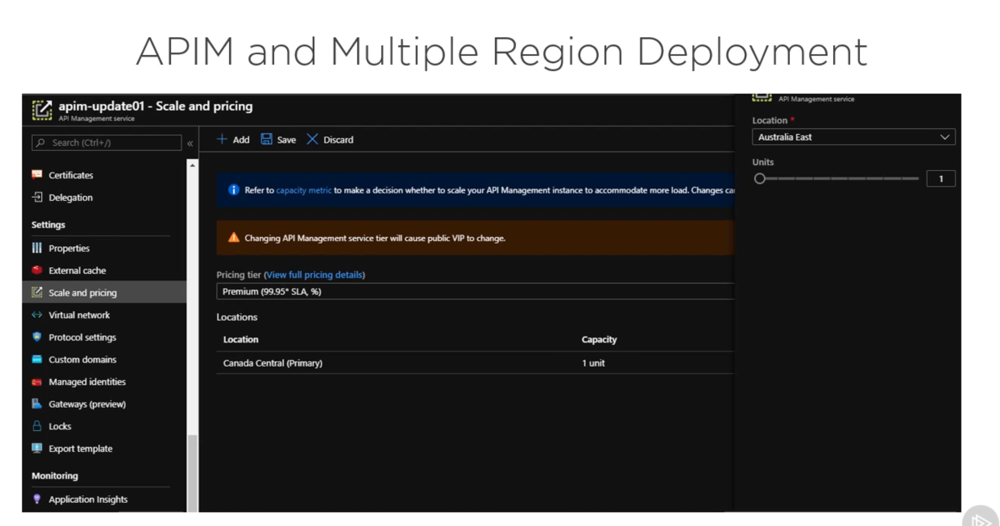 APIM and Multiple Region Deployment
apim-update01 - Scale and pricing
API Management service
Search (Ctrl+/)
«
Certificates
Delegation
Settings
Properties
External cache
Scale and pricing
Virtual network
Protocol settings
Custom domains
Managed identities
Gateways (preview)
Locks
Export template
Monitoring
Application Insights
Add Save Discard
Refer to capacity metric to make a decision whether to scale your API Management instance to accommodate more load. Changes ca
Changing API Management service tier will cause public VIP to change.
Pricing tier (View full pricing details)
Premium (99.95* SLA, %)
Locations
Location Capacity
Canada Central (Primary) 1 unit
API Management service
Location *
Australia East
Units
1